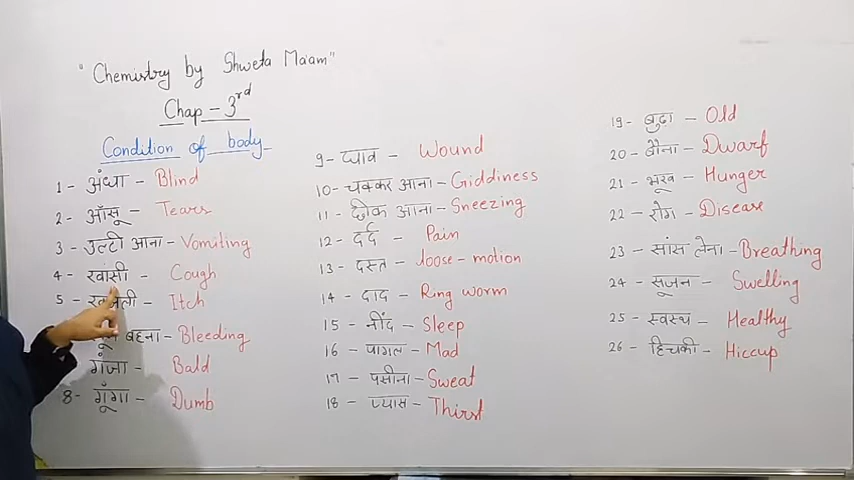 "Chemistry by Shweta Ma'am"
Chap - 3rd
Condition of body
1 - अंधा - Blind
2 - आँसू - Tears
3 - उल्टी आना - Vomiting
4 - खांसी - Cough
5 - Itch
बहना - Bleeding
गंजा - Bald
8 - गूँगा - Dumb
9 - घाव - Wound
10 - चक्कर आना - Giddiness
11 - छींक आना - Sneezing
12 - दर्द - Pain
13 - दस्त - loose-motion
14 - दाद - Ring worm
15 - नींद - Sleep
16 - पागल - Mad
17 - पसीना - Sweat
18 - प्यास - Thirst
19 - बुढ़ा - Old
20 - बौना - Dwarf
21 - भूख - Hunger
22 - रोग - Disease
23 - सांस लेना - Breathing
24 - सूजन - Swelling
25 - स्वस्थ - Healthy
26 - हिचकी - Hiccup